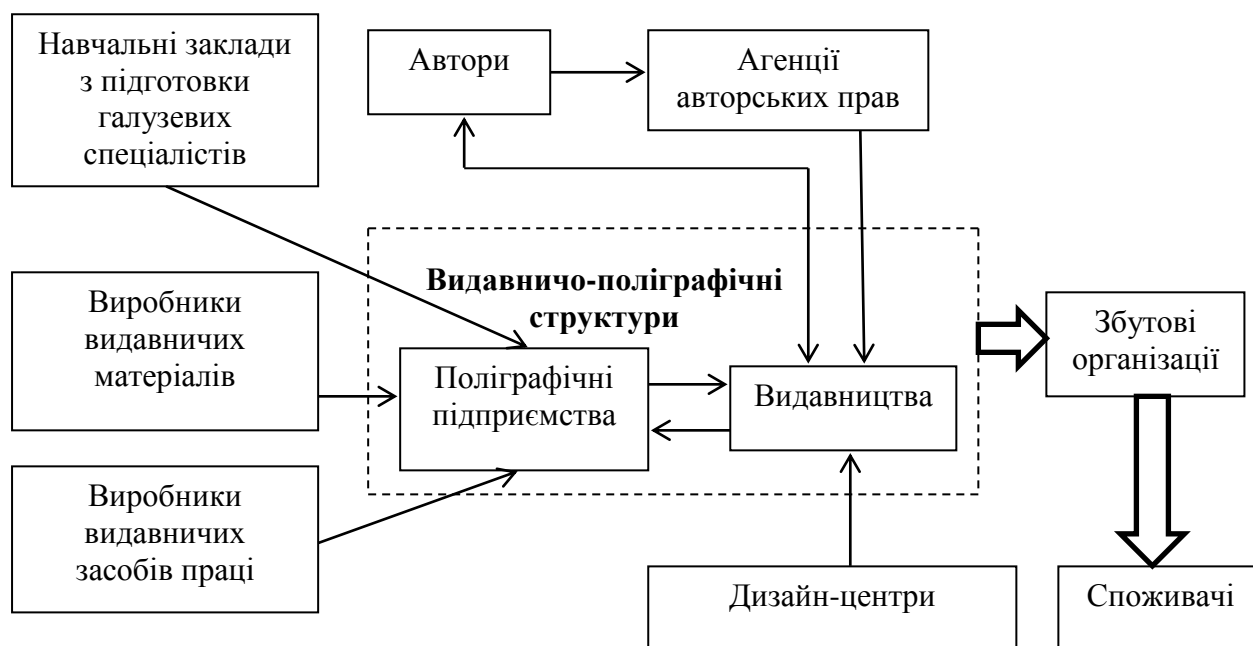 Навчальні заклади
з підготовки
галузевих
спеціалістів
Автори
Агенції
авторських прав
Видавничо-поліграфічні
структури
Виробники
видавничих
матеріалів
Поліграфічні
підприємства
Видавництва
Збутові
організації
Виробники
видавничих
засобів праці
Дизайн-центри
Споживачі